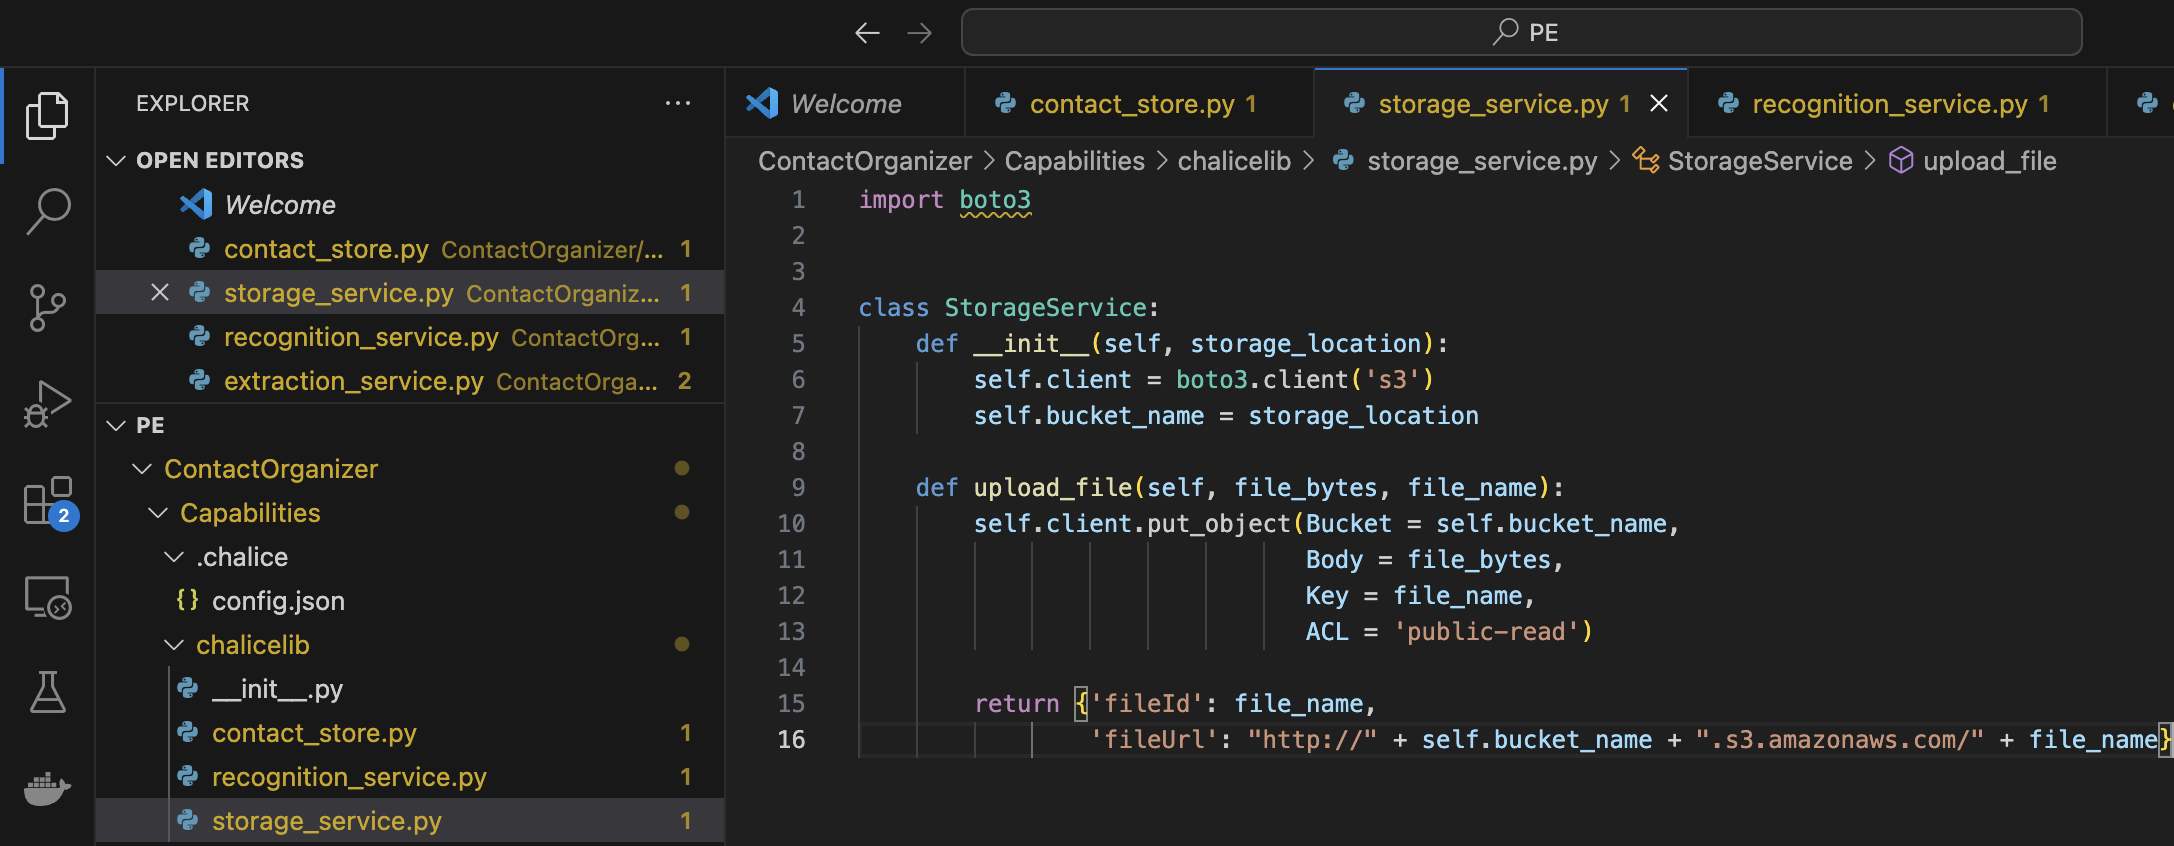 PE
EXPLORER
OPEN EDITORS
Welcome
contact_store.py ContactOrganizer/... 1
storage_service.py ContactOrganiz... 1
recognition_service.py ContactOrg... 1
extraction_service.py ContactOrga... 2
PE
ContactOrganizer
Capabilities
.chalice
{} config.json
chalicelib
__init__.py
contact_store.py 1
recognition_service.py 1
storage_service.py 1
2
Welcome
contact_store.py 1
storage_service.py 1
recognition_service.py 1
ContactOrganizer > Capabilities > chalicelib > storage_service.py > StorageService > upload_file
1 import boto3
2
3
4 class StorageService:
5 def __init__(self, storage_location):
6 self.client = boto3.client('s3')
7 self.bucket_name = storage_location
8
9 def upload_file(self, file_bytes, file_name):
10 self.client.put_object(Bucket = self.bucket_name,
11 Body = file_bytes,
12 Key = file_name,
13 ACL = 'public-read')
14
15 return {'fileId': file_name,
16 'fileUrl': "http://" + self.bucket_name + ".s3.amazonaws.com/" + file_name}